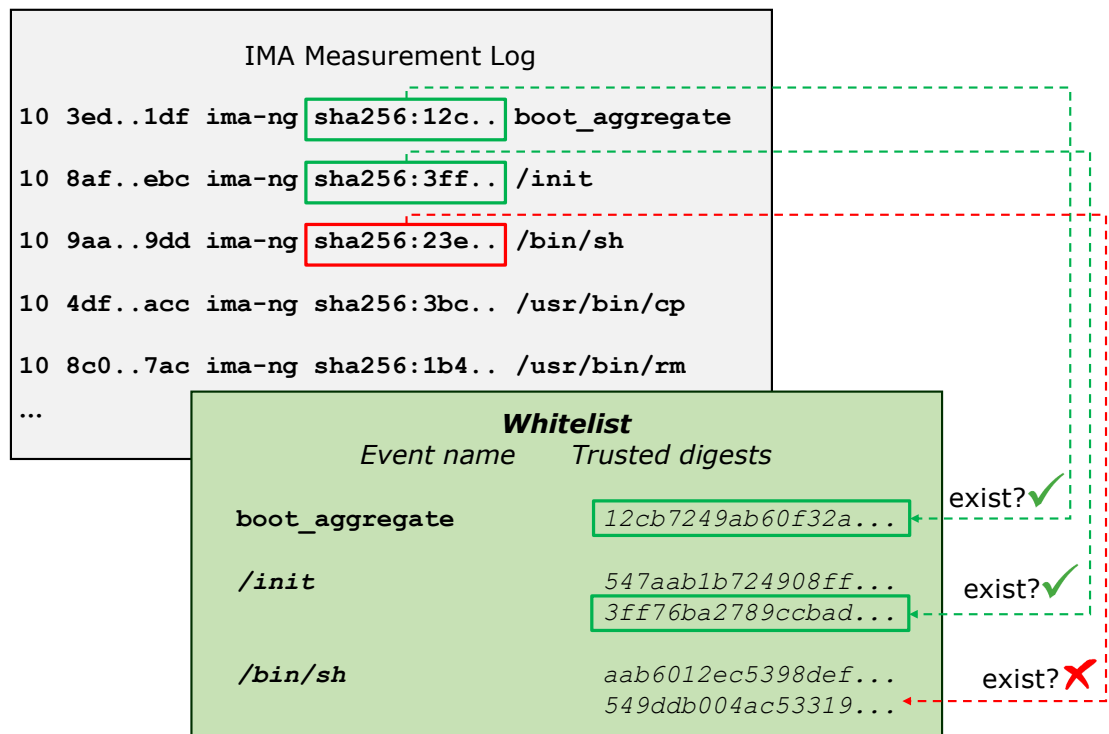 IMA Measurement Log
10 3ed..1df ima-ng sha256:12c.. boot_aggregate
10 8af..ebc ima-ng sha256:3ff.. /init
10 9aa..9dd ima-ng sha256:23e.. /bin/sh
10 4df..acc ima-ng sha256:3bc.. /usr/bin/cp
10 8c0..7ac ima-ng sha256:1b4.. /usr/bin/rm
...
Whitelist
Event name Trusted digests
boot_aggregate 12cb7249ab60f32a...
exist?
/init 547aab1b724908ff...
exist?
3ff76ba2789ccbad...
/bin/sh aab6012ec5398def...
exist?
549ddb004ac53319...